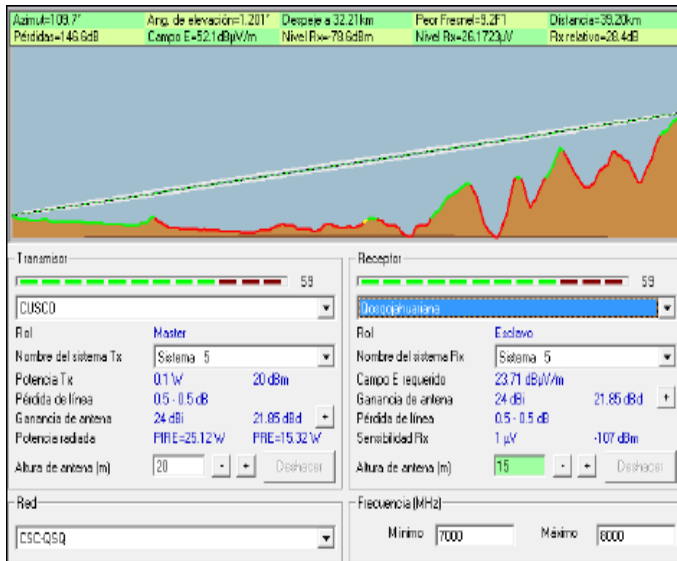 Azimut=109.7° Ang. de elevación=1.201° Despeje a 32.21km Peor Fresnel=9.2F1 Distancia=39.20km
Pérdidas=146.6dB Campo E=52.1dBµV/m Nivel Rx=-78.6dBm Nivel Rx=26.1723µV Rx relativo=28.4dB
Transmisor
S9
CUSCO
Rol Master
Nombre del sistema Tx Sistema 5
Potencia Tx 0.1 W 20 dBm
Pérdida de línea 0.5 - 0.5 dB
Ganancia de antena 24 dBi 21.85 dBd +
Potencia radiada PIRE=25.12 W PRE=15.32 W
Altura de antena (m) 20 - + Deshacer
Receptor
S9
Rol Esclavo
Nombre del sistema Rx Sistema 5
Campo E requerido 23.71 dBµV/m
Ganancia de antena 24 dBi 21.85 dBd +
Pérdida de línea 0.5 - 0.5 dB
Sensibilidad Rx 1 µV -107 dBm
Altura de antena (m) 15 - + Deshacer
Red
CSC-QSQ
Frecuencia (MHz)
Mínimo 7000 Máximo 8000